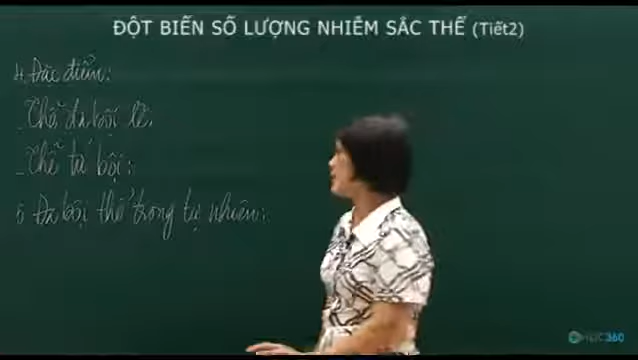 ĐỘT BIẾN SỐ LƯỢNG NHIỄM SẮC THỂ (Tiết2)
4. Đặc điểm:
- Thể đa bội lẻ.
- Thể tứ bội:
5 Đa bội thể trong tự nhiên:
HỌC360